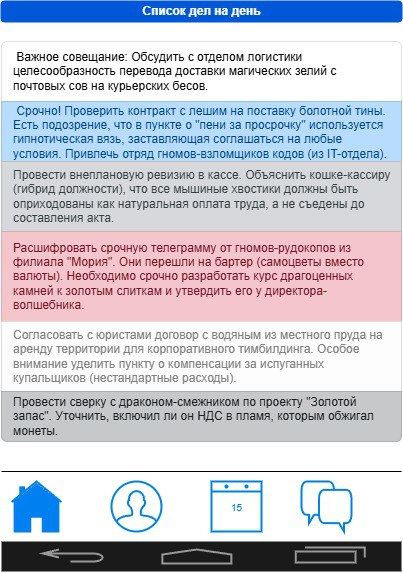 Список дел на день
Важное совещание: Обсудить с отделом логистики
целесообразность перевода доставки магических зелий с
почтовых сов на курьерских бесов.
Срочно! Проверить контракт с лешим на поставку болотной тины.
Есть подозрение, что в пункте о "пени за просрочку" используется
гипнотическая вязь, заставляющая соглашаться на любые
условия. Привлечь отряд гномов-взломщиков кодов (из IT-отдела).
Провести внеплановую ревизию в кассе. Объяснить кошке-кассиру
(гибрид должности), что все мышиные хвостики должны быть
оприходованы как натуральная оплата труда, а не съедены до
составления акта.
Расшифровать срочную телеграмму от гномов-рудокопов из
филиала "Мория". Они перешли на бартер (самоцветы вместо
валюты). Необходимо срочно разработать курс драгоценных
камней к золотым слиткам и утвердить его у директора-
волшебника.
Согласовать с юристами договор с водяным из местного пруда на
аренду территории для корпоративного тимбилдинга. Особое
внимание уделить пункту о компенсации за испуганных
купальщиков (нестандартные расходы).
Провести сверку с драконом-смежником по проекту "Золотой
запас". Уточнить, включил ли он НДС в пламя, которым обжигал
монеты.
15